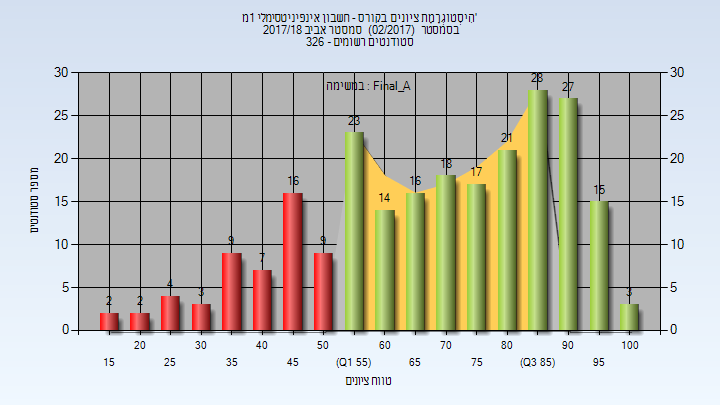 היסטוגרמת ציונים בקורס - חשבון אינפיניטסימלי 1מ'
בסמסטר (02/2017) סמסטר אביב 2017/18
סטודנטים רשומים - 326
במשימה : Final_A
30 30
25 25
20 20
15 15
10 10
5 5
0 0
מספר סטודנטים
2 2 4 3 9 7 16 9 23 14 16 18 17 21 28 27 15 3
20 30 40 50 60 70 80 90 100
15 25 35 45 (Q1 55) 65 75 (Q3 85) 95
טווח ציונים